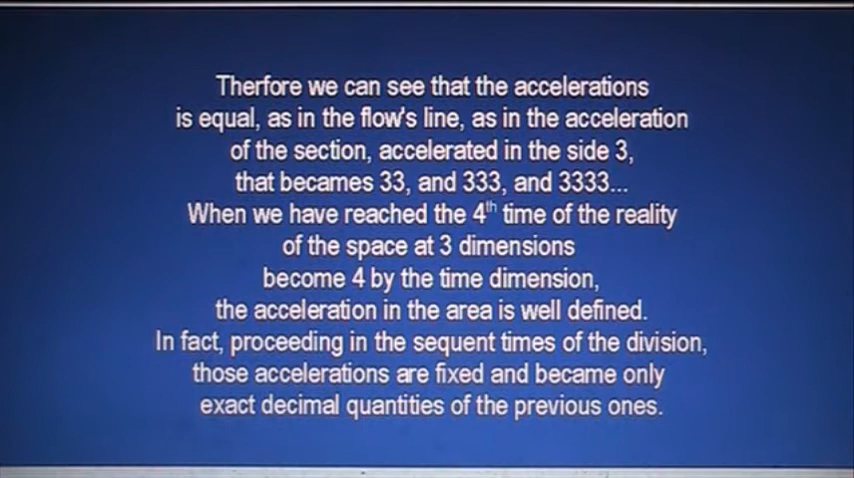 Therfore we can see that the accelerations
is equal, as in the flow's line, as in the acceleration
of the section, accelerated in the side 3,
that becames 33, and 333, and 3333...
When we have reached the 4th time of the reality
of the space at 3 dimensions
become 4 by the time dimension,
the acceleration in the area is well defined.
In fact, proceeding in the sequent times of the division,
those accelerations are fixed and became only
exact decimal quantities of the previous ones.